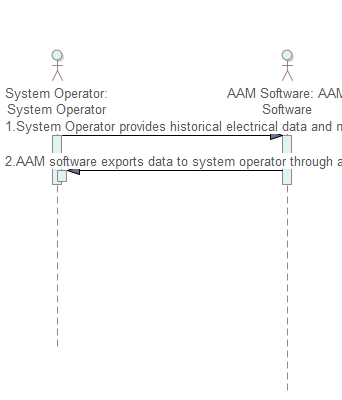 System Operator:
System Operator
AAM Software: AAM
Software
1.System Operator provides historical electrical data and
2.AAM software exports data to system operator through a